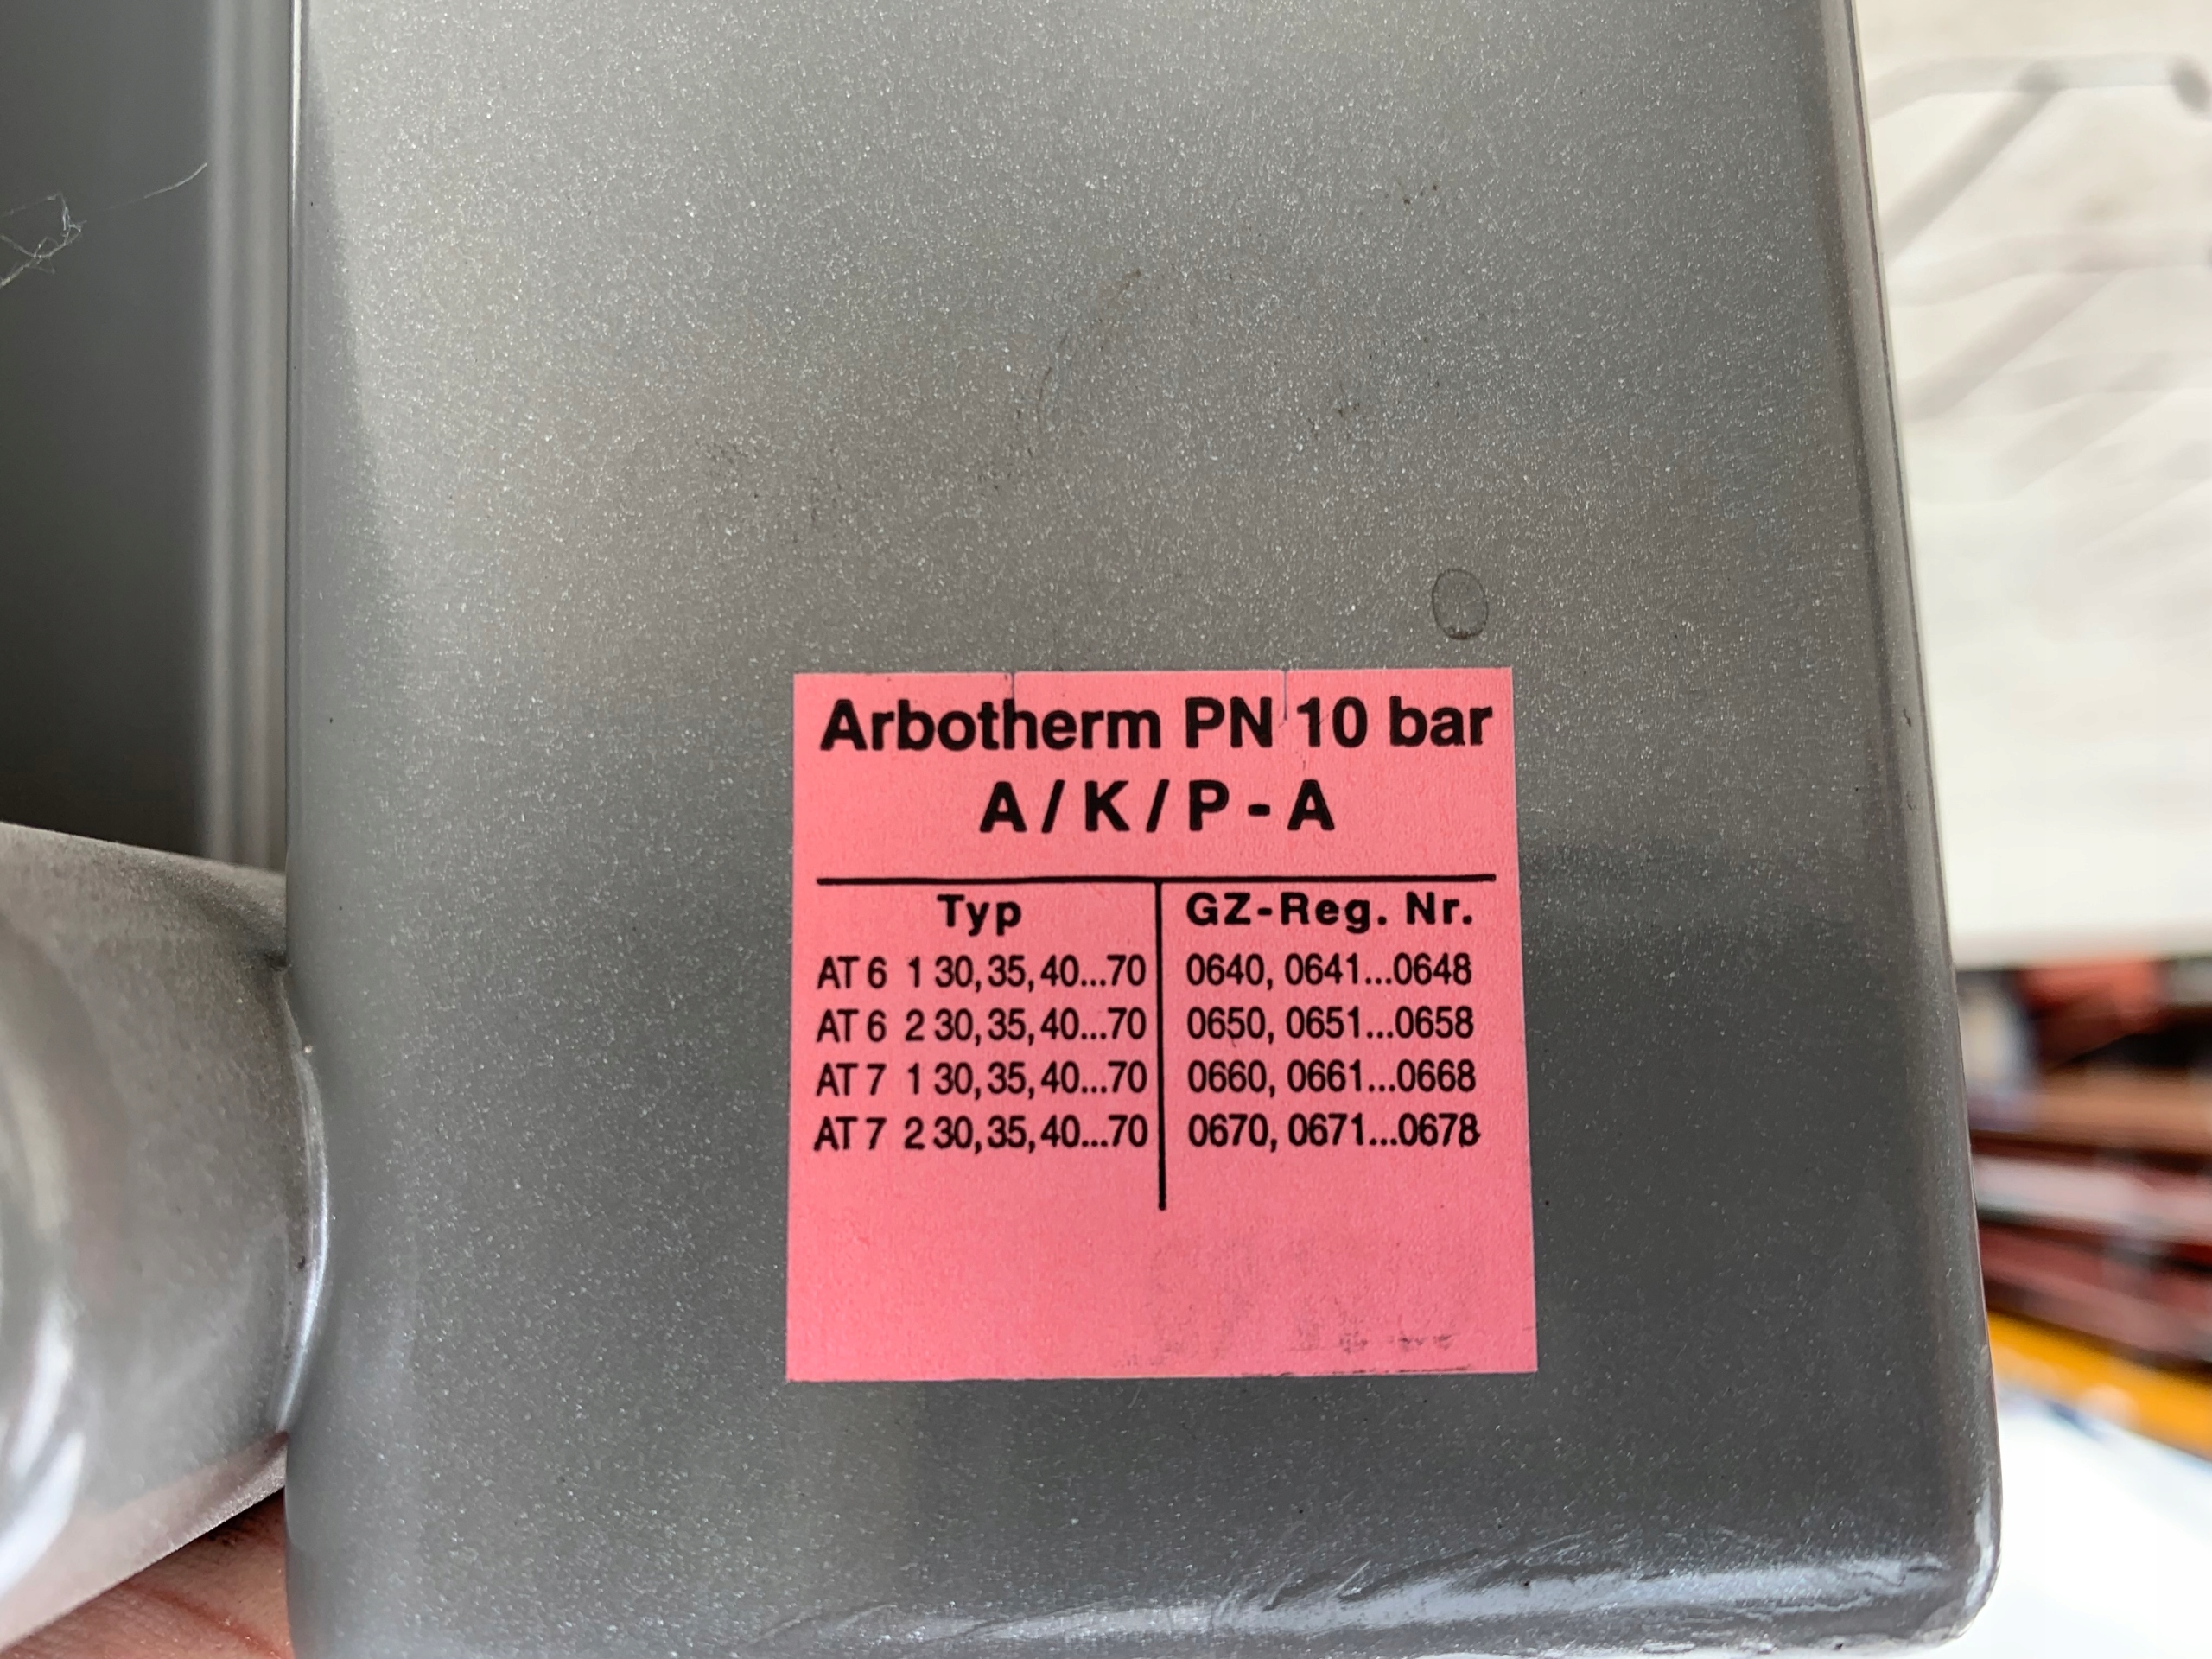 Arbotherm PN 10 bar
A/K/P-A
Typ GZ-Reg. Nr.
AT 6 1 30, 35, 40...70 0640, 0641...0648
AT 6 2 30, 35, 40...70 0650, 0651...0658
AT 7 1 30, 35, 40...70 0660, 0661...0668
AT 7 2 30, 35, 40...70 0670, 0671...0678